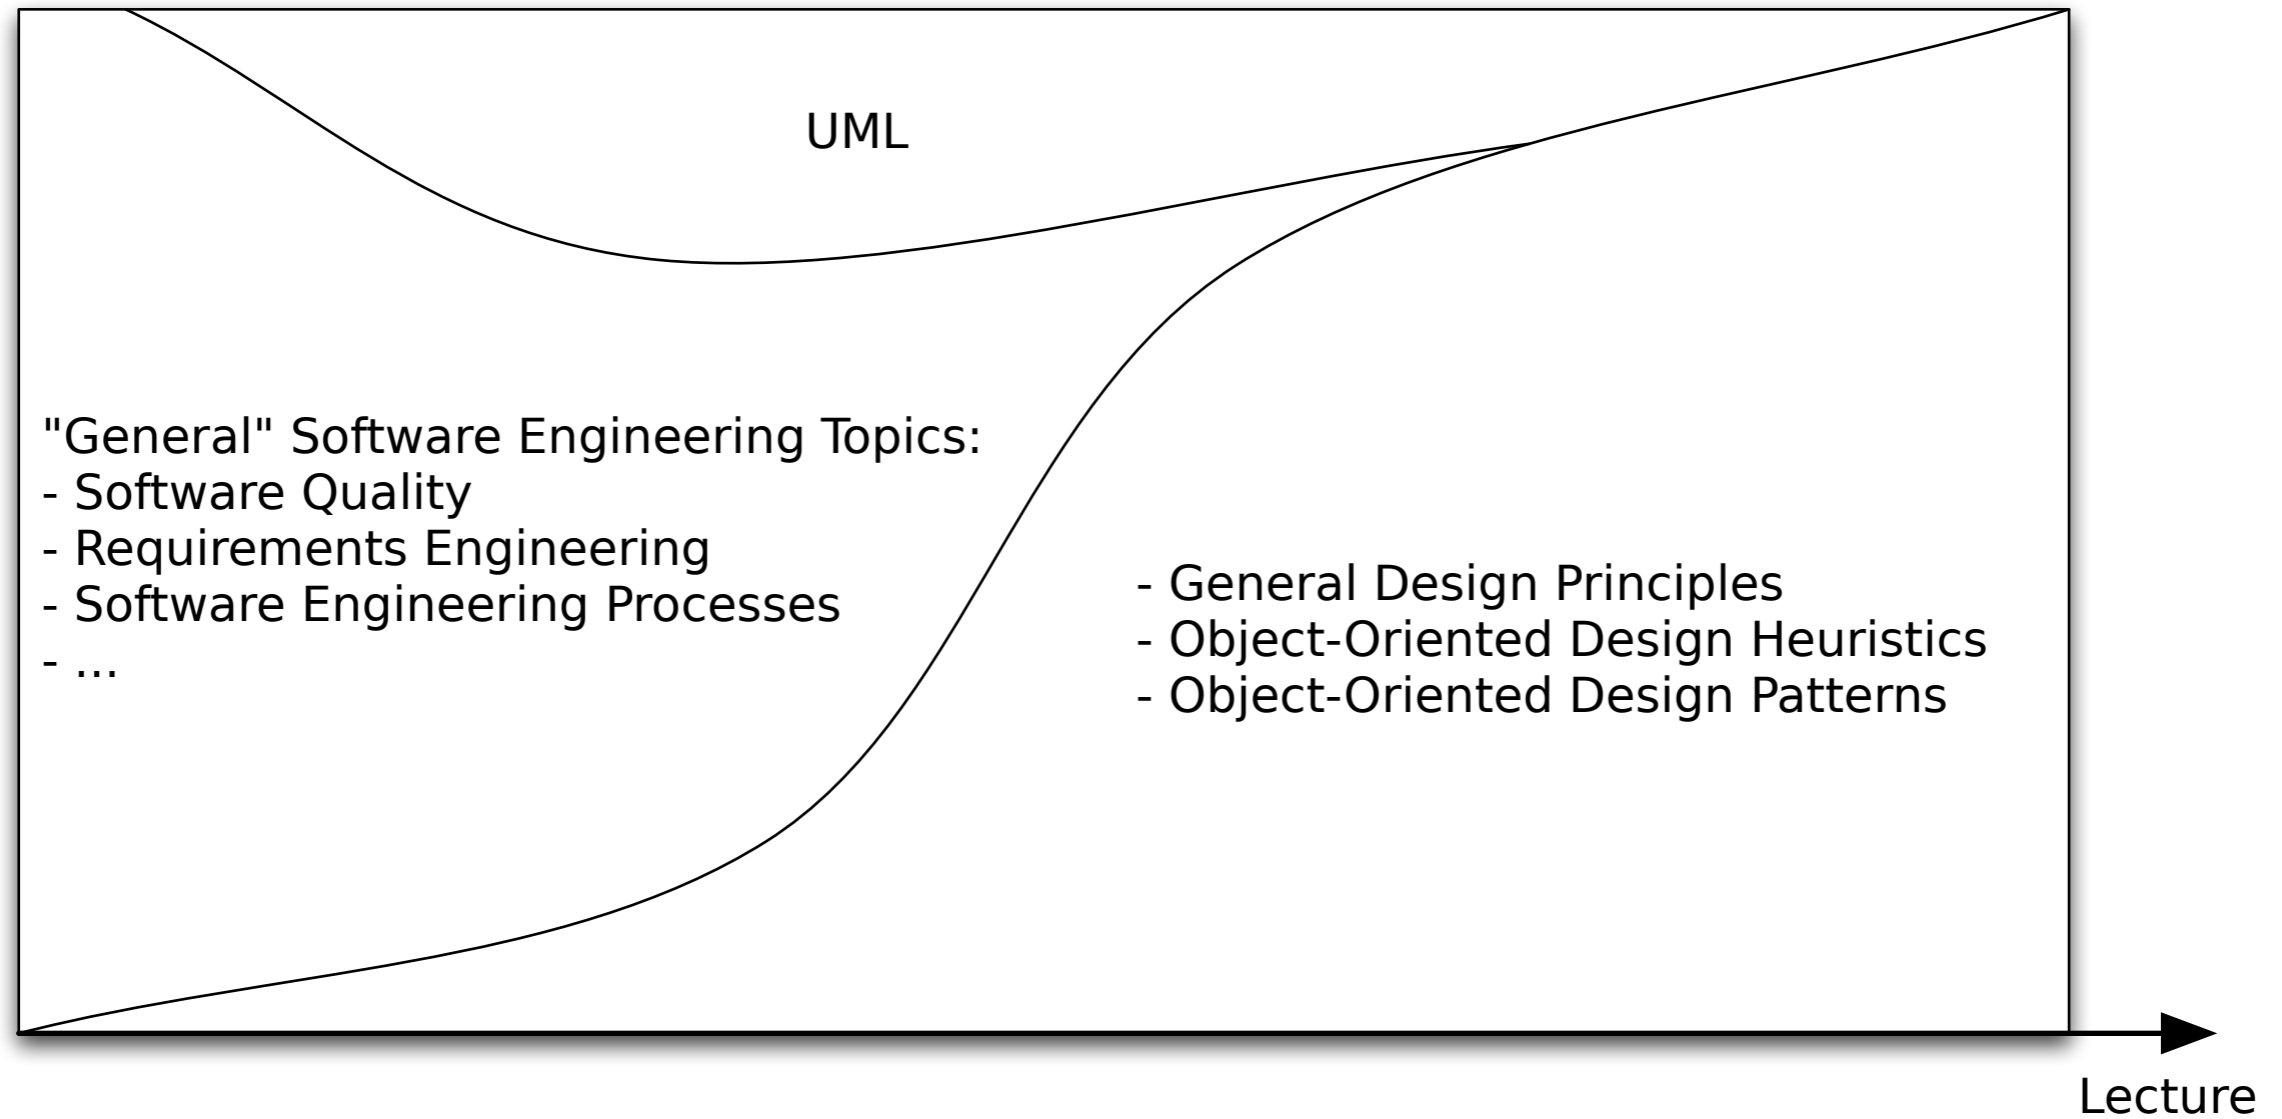 UML
"General" Software Engineering Topics:
- Software Quality
- Requirements Engineering
- Software Engineering Processes
- ...
- General Design Principles
- Object-Oriented Design Heuristics
- Object-Oriented Design Patterns
Lecture